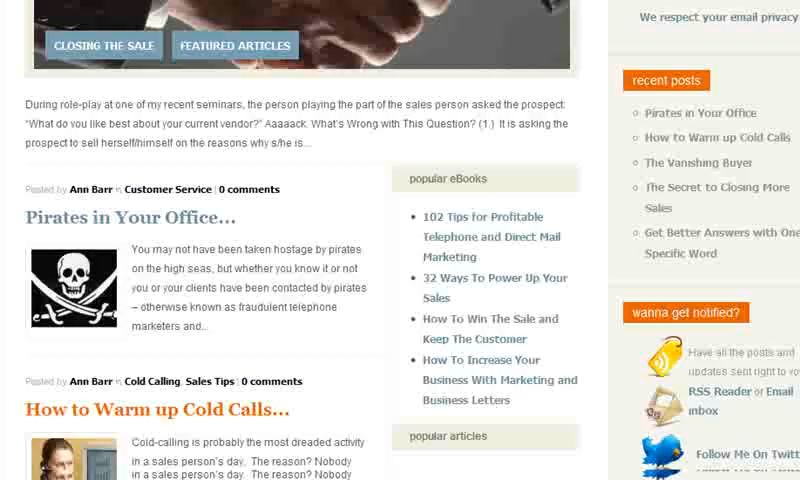 We respect your email privacy
CLOSING THE SALE
FEATURED ARTICLES
During role-play at one of my recent seminars, the person playing the part of the sales person asked the prospect:
"What do you like best about your current vendor?" Aaaaack. What's Wrong with This Question? (1.) It is asking the
prospect to sell herself/himself on the reasons why s/he is...
Posted by Ann Barr in Customer Service | 0 comments
Pirates in Your Office...
You may not have been taken hostage by pirates
on the high seas, but whether you know it or not
you or your clients have been contacted by pirates
– otherwise known as fraudulent telephone
marketers and...
Posted by Ann Barr in Cold Calling, Sales Tips | 0 comments
How to Warm up Cold Calls...
Cold-calling is probably the most dreaded activity
in a sales person's day. The reason? Nobody
in a sales person's day. The reason? Nobody
popular eBooks
102 Tips for Profitable
Telephone and Direct Mail
Marketing
32 Ways To Power Up Your
Sales
How To Win The Sale and
Keep The Customer
How To Increase Your
Business With Marketing and
Business Letters
popular articles
recent posts
Pirates in Your Office
How to Warm up Cold Calls
The Vanishing Buyer
The Secret to Closing More
Sales
Get Better Answers with One
Specific Word
wanna get notified?
Have all the posts and
updates sent right to yo
RSS Reader or Email
inbox
Follow Me On Twitt
Follow Me On Twitt